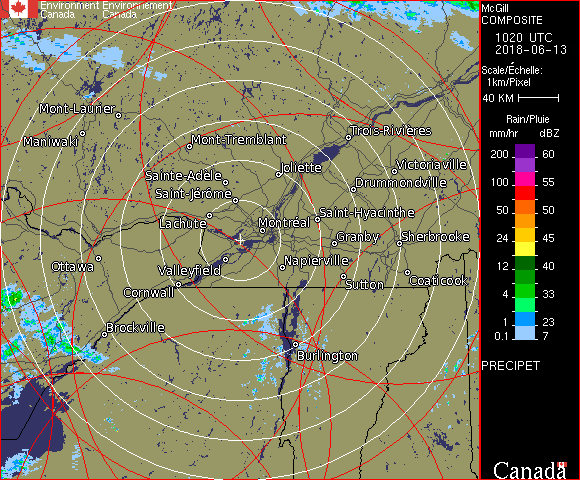 Environment Environnement
Canada Canada
McGill
COMPOSITE
1020 UTC
2018-06-13
Scale/Échelle:
1km/Pixel
40 KM
Rain/Pluie
mm/hr dBZ
200 60
150 55
100 55
50 50
24 45
12 40
4 33
1 23
0.1 7
PRECIPET
Canada
Mont-Laurier
Maniwaki
Mont-Tremblant
Trois-Rivières
Sainte-Adèle
Joliette
Victoriaville
Saint-Jérôme
Drummondville
Lachute
Montréal
Saint-Hyacinthe
Granby
Sherbrooke
Ottawa
Valleyfield
Napierville
Cornwall
Sutton
Coaticook
Brockville
Burlington